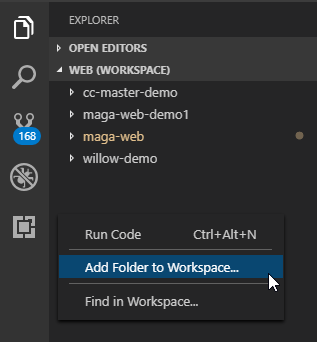 EXPLORER
OPEN EDITORS
WEB (WORKSPACE)
cc-master-demo
maga-web-demo1
maga-web
168
willow-demo
Run Code Ctrl+Alt+N
Add Folder to Workspace...
Find in Workspace...